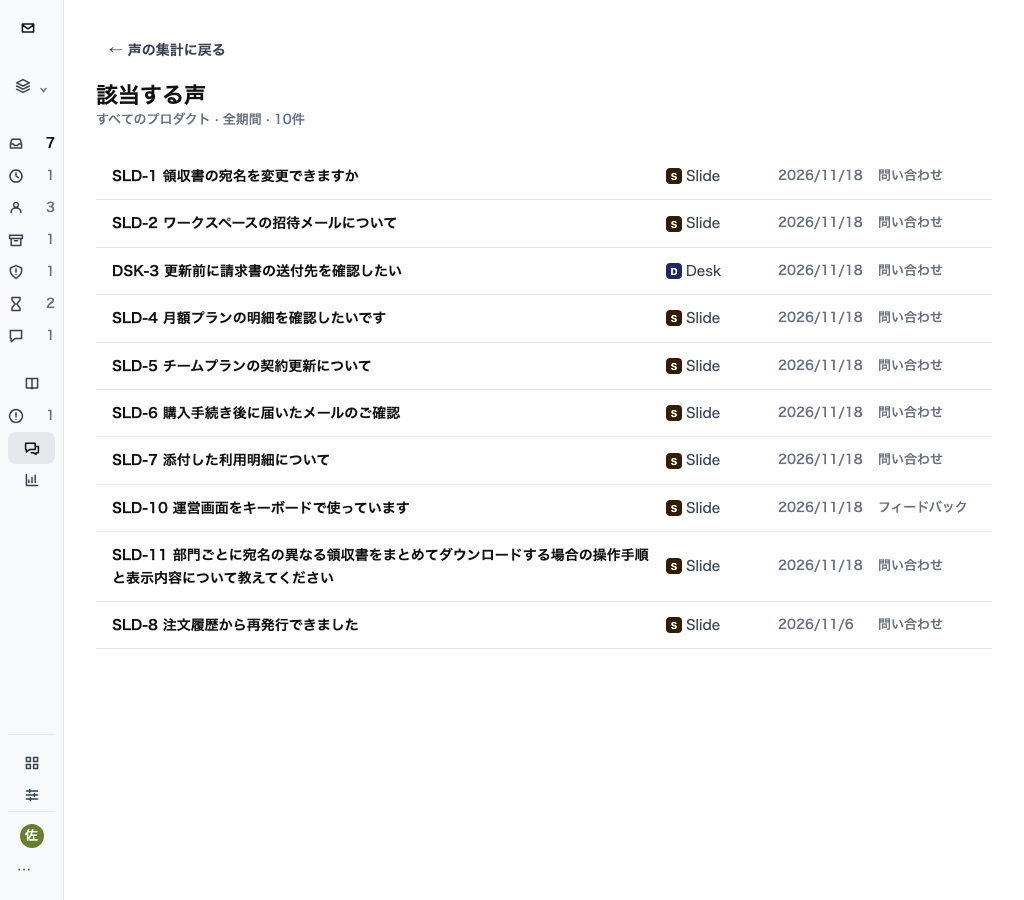 ← 声の集計に戻る
該当する声
すべてのプロダクト · 全期間 · 10件
7
1
3
1
1
2
1
1
SLD-1 領収書の宛名を変更できますか S Slide 2026/11/18 問い合わせ
SLD-2 ワークスペースの招待メールについて S Slide 2026/11/18 問い合わせ
DSK-3 更新前に請求書の送付先を確認したい D Desk 2026/11/18 問い合わせ
SLD-4 月額プランの明細を確認したいです S Slide 2026/11/18 問い合わせ
SLD-5 チームプランの契約更新について S Slide 2026/11/18 問い合わせ
SLD-6 購入手続き後に届いたメールのご確認 S Slide 2026/11/18 問い合わせ
SLD-7 添付した利用明細について S Slide 2026/11/18 問い合わせ
SLD-10 運営画面をキーボードで使っています S Slide 2026/11/18 フィードバック
SLD-11 部門ごとに宛名の異なる領収書をまとめてダウンロードする場合の操作手順
と表示内容について教えてください S Slide 2026/11/18 問い合わせ
SLD-8 注文履歴から再発行できました S Slide 2026/11/6 問い合わせ
佐
…